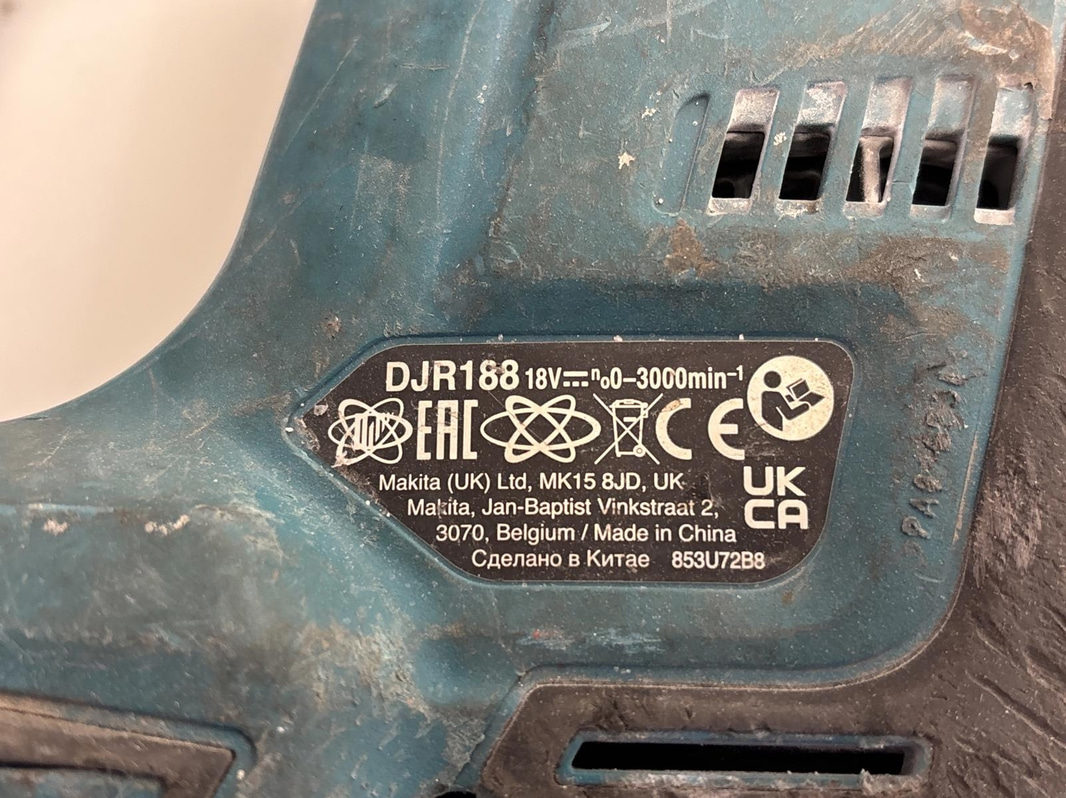 DJR188 18V⎓ n₀0–3000min⁻¹
EAC CE
Makita (UK) Ltd, MK15 8JD, UK
UK
CA
Makita, Jan-Baptist Vinkstraat 2,
3070, Belgium / Made in China
Сделано в Китае 853U72B8